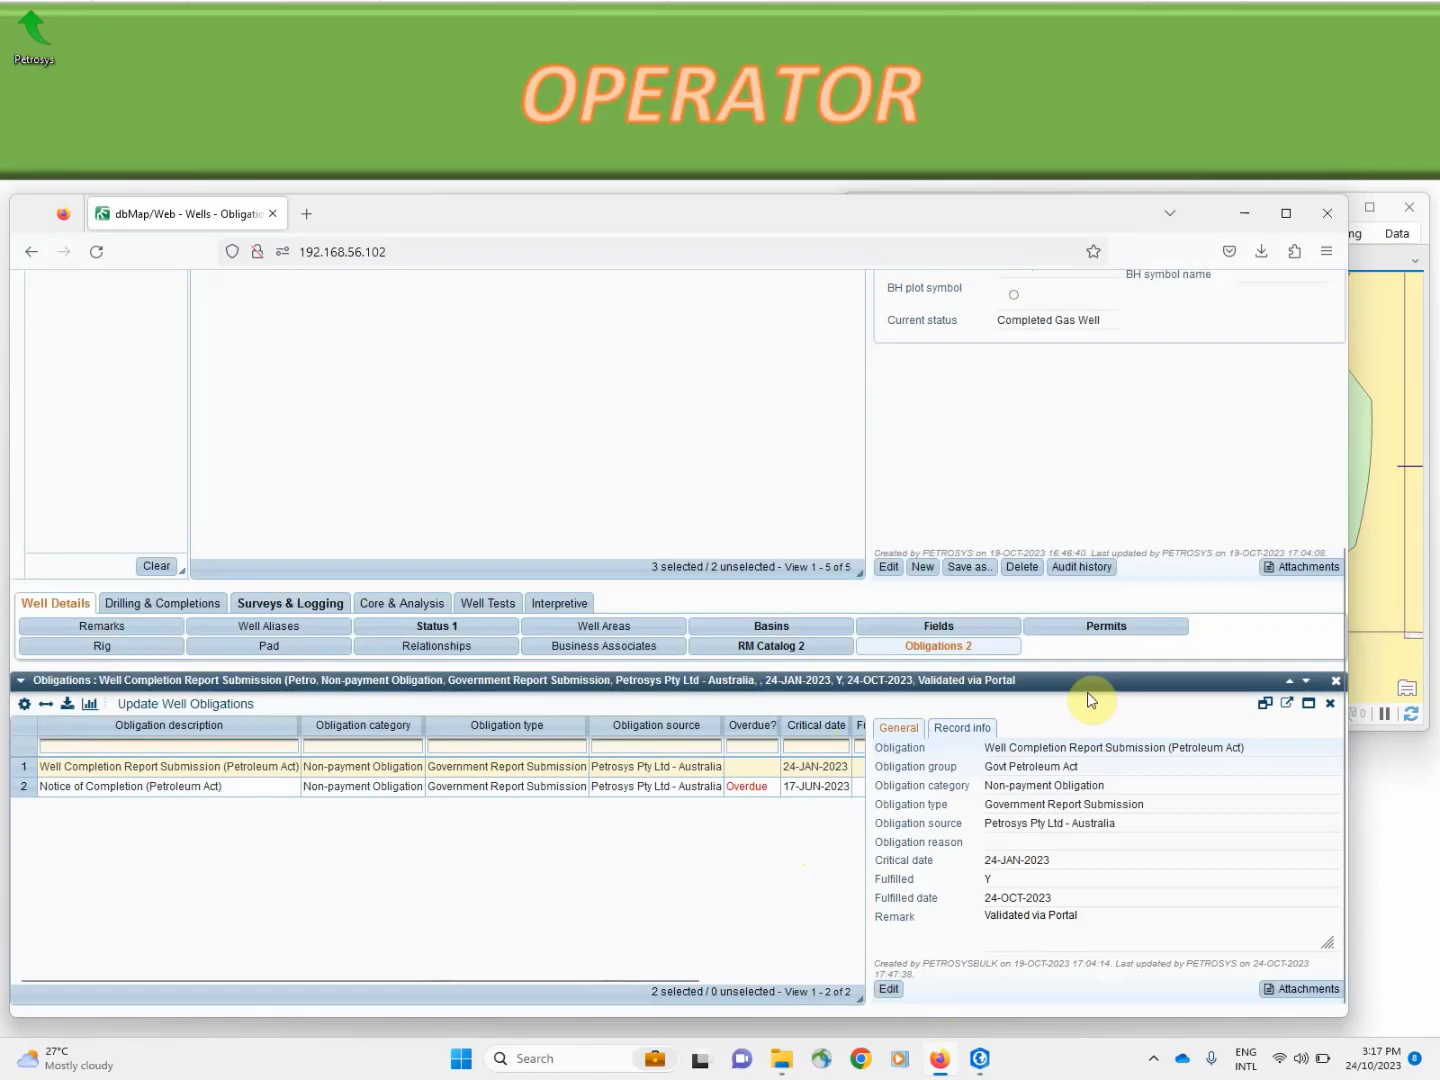 Petrosys
OPERATOR
dbMap/Web - Wells - Obligatio
ng
Data
192.168.56.102
BH symbol name
BH plot symbol
Current status
Completed Gas Well
Clear
3 selected / 2 unselected - View 1 - 5 of 5
Created by PETROSYS on 19-OCT-2023 16:46:40. Last updated by PETROSYS on 19-OCT-2023 17:04:08.
Edit
New
Save as..
Delete
Audit history
Attachments
Well Details
Drilling & Completions
Surveys & Logging
Core & Analysis
Well Tests
Interpretive
Remarks
Well Aliases
Status 1
Well Areas
Basins
Fields
Permits
Rig
Pad
Relationships
Business Associates
RM Catalog 2
Obligations 2
Obligations : Well Completion Report Submission (Petro, Non-payment Obligation, Government Report Submission, Petrosys Pty Ltd - Australia, , 24-JAN-2023, Y, 24-OCT-2023, Validated via Portal
Update Well Obligations
Obligation description
Obligation category
Obligation type
Obligation source
Overdue?
Critical date
1 Well Completion Report Submission (Petroleum Act) Non-payment Obligation Government Report Submission Petrosys Pty Ltd - Australia 24-JAN-2023
2 Notice of Completion (Petroleum Act) Non-payment Obligation Government Report Submission Petrosys Pty Ltd - Australia Overdue 17-JUN-2023
2 selected / 0 unselected - View 1 - 2 of 2
General
Record info
Obligation Well Completion Report Submission (Petroleum Act)
Obligation group Govt Petroleum Act
Obligation category Non-payment Obligation
Obligation type Government Report Submission
Obligation source Petrosys Pty Ltd - Australia
Obligation reason
Critical date 24-JAN-2023
Fulfilled Y
Fulfilled date 24-OCT-2023
Remark Validated via Portal
Created by PETROSYSBULK on 19-OCT-2023 17:04:14. Last updated by PETROSYS on 24-OCT-2023
17:47:38.
Edit
Attachments
0
27°C
Mostly cloudy
Search
ENG
INTL
3:17 PM
24/10/2023
8